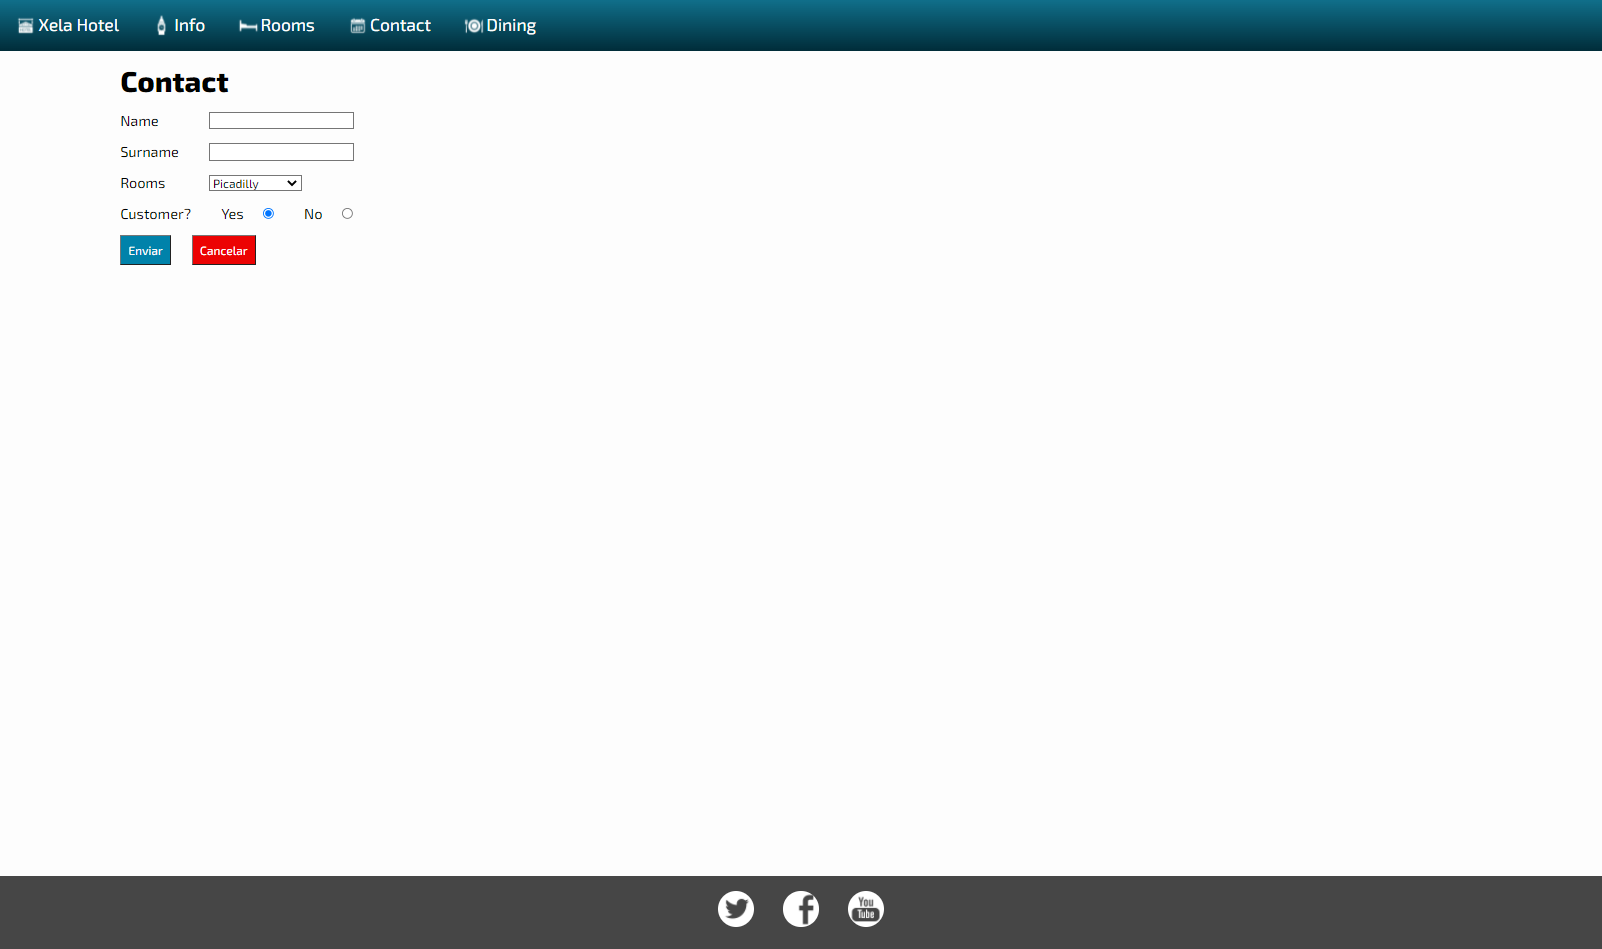 Xela Hotel Info Rooms Contact Dining
Contact
Name
Surname
Rooms Picadilly
Customer? Yes No
Enviar Cancelar
You Tube